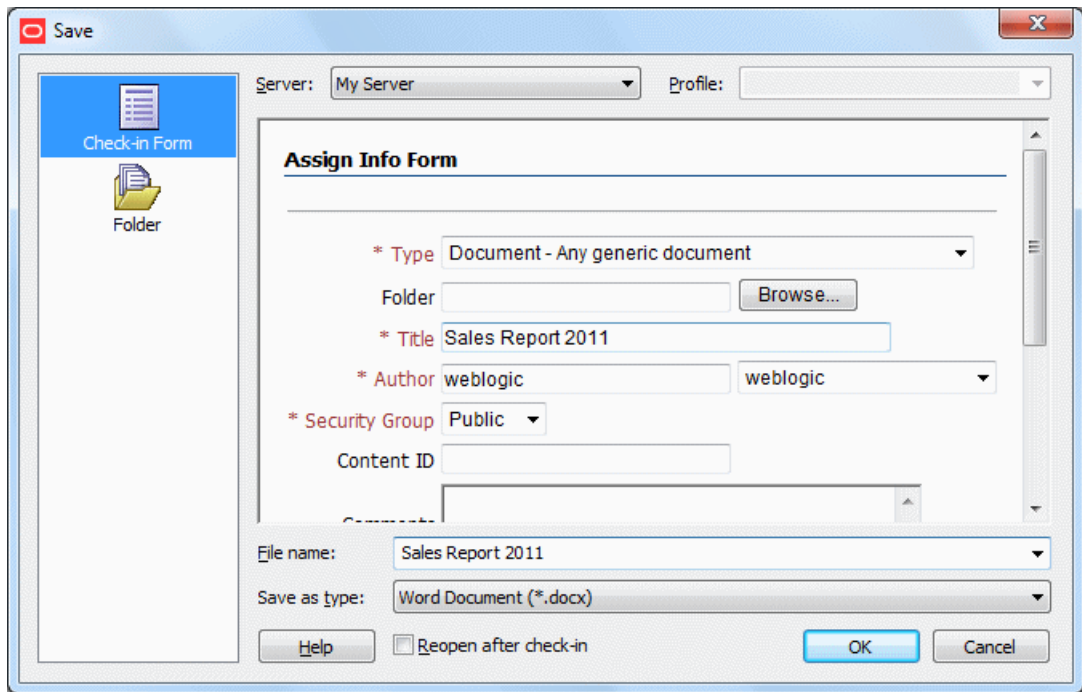 Save
Server: My Server Profile:
Check-in Form
Folder
Assign Info Form
* Type Document - Any generic document
Folder Browse...
* Title Sales Report 2011
* Author weblogic weblogic
* Security Group Public
Content ID
Comments
File name: Sales Report 2011
Save as type: Word Document (*.docx)
Help Reopen after check-in OK Cancel